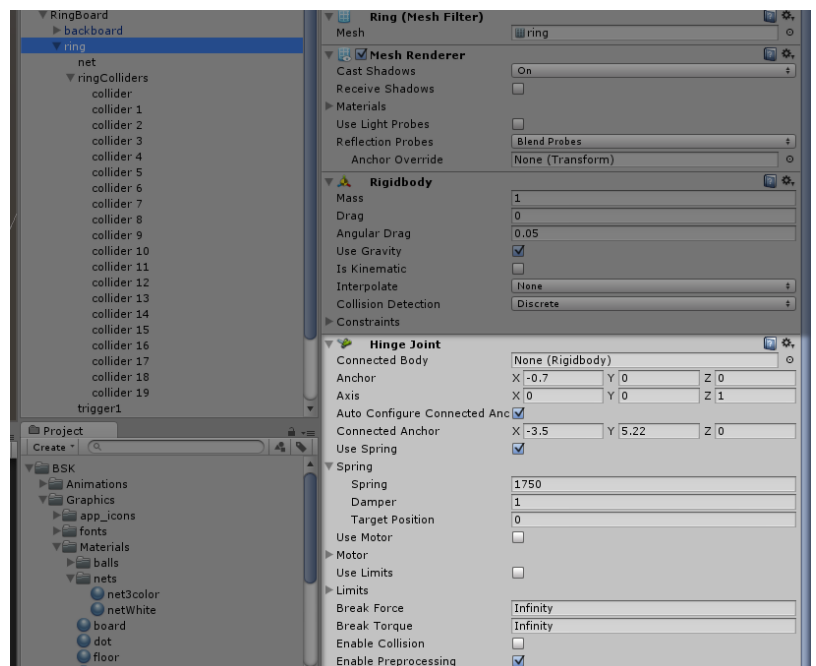 RingBoard
backboard
ring
net
ringColliders
collider
collider 1
collider 2
collider 3
collider 4
collider 5
collider 6
collider 7
collider 8
collider 9
collider 10
collider 11
collider 12
collider 13
collider 14
collider 15
collider 16
collider 17
collider 18
collider 19
trigger1
Project
Create
BSK
Animations
Graphics
app_icons
fonts
Materials
balls
nets
net3color
netWhite
board
dot
floor
Ring (Mesh Filter)
Mesh ring
Mesh Renderer
Cast Shadows On
Receive Shadows
Materials
Use Light Probes
Reflection Probes Blend Probes
Anchor Override None (Transform)
Rigidbody
Mass 1
Drag 0
Angular Drag 0.05
Use Gravity
Is Kinematic
Interpolate None
Collision Detection Discrete
Constraints
Hinge Joint
Connected Body None (Rigidbody)
Anchor X -0.7 Y 0 Z 0
Axis X 0 Y 0 Z 1
Auto Configure Connected Anc
Connected Anchor X -3.5 Y 5.22 Z 0
Use Spring
Spring
Spring 1750
Damper 1
Target Position 0
Use Motor
Motor
Use Limits
Limits
Break Force Infinity
Break Torque Infinity
Enable Collision
Enable Preprocessing